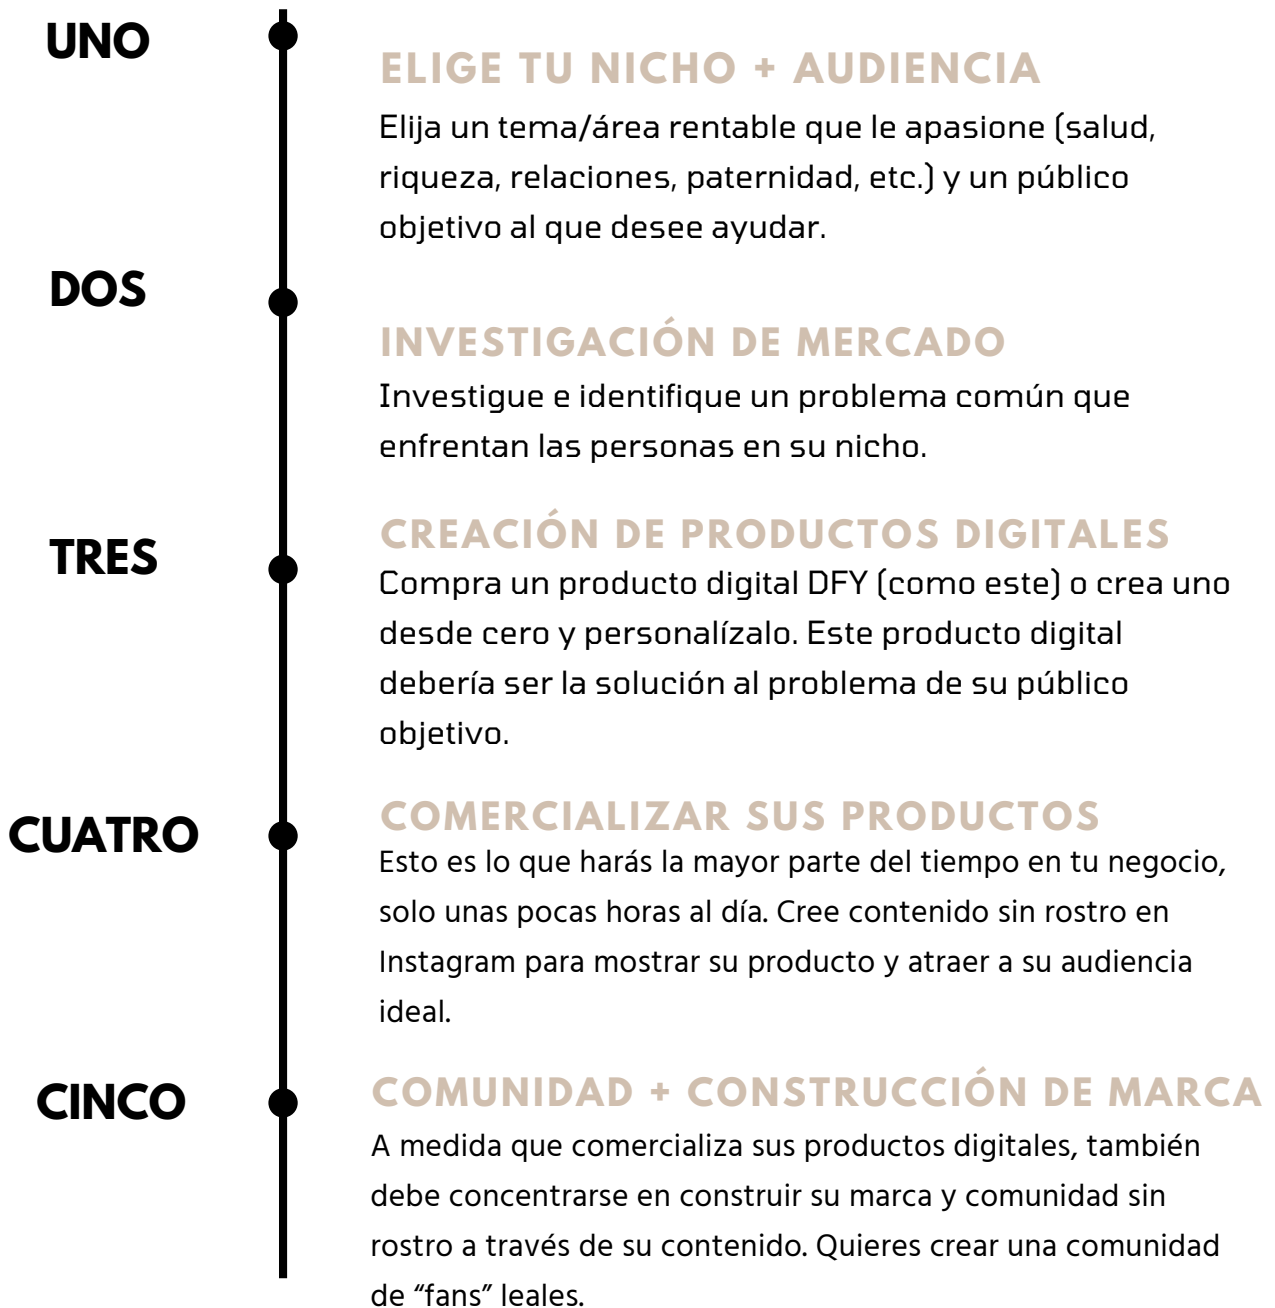 UNO
ELIGE TU NICHO + AUDIENCIA
Elija un tema/área rentable que le apasione (salud,
riqueza, relaciones, paternidad, etc.) y un público
objetivo al que desee ayudar.
DOS
INVESTIGACIÓN DE MERCADO
Investigue e identifique un problema común que
enfrentan las personas en su nicho.
TRES
CREACIÓN DE PRODUCTOS DIGITALES
Compra un producto digital DFY (como este) o crea uno
desde cero y personalízalo. Este producto digital
debería ser la solución al problema de su público
objetivo.
CUATRO
COMERCIALIZAR SUS PRODUCTOS
Esto es lo que harás la mayor parte del tiempo en tu negocio,
solo unas pocas horas al día. Cree contenido sin rostro en
Instagram para mostrar su producto y atraer a su audiencia
ideal.
CINCO
COMUNIDAD + CONSTRUCCIÓN DE MARCA
A medida que comercializa sus productos digitales, también
debe concentrarse en construir su marca y comunidad sin
rostro a través de su contenido. Quieres crear una comunidad
de “fans” leales.